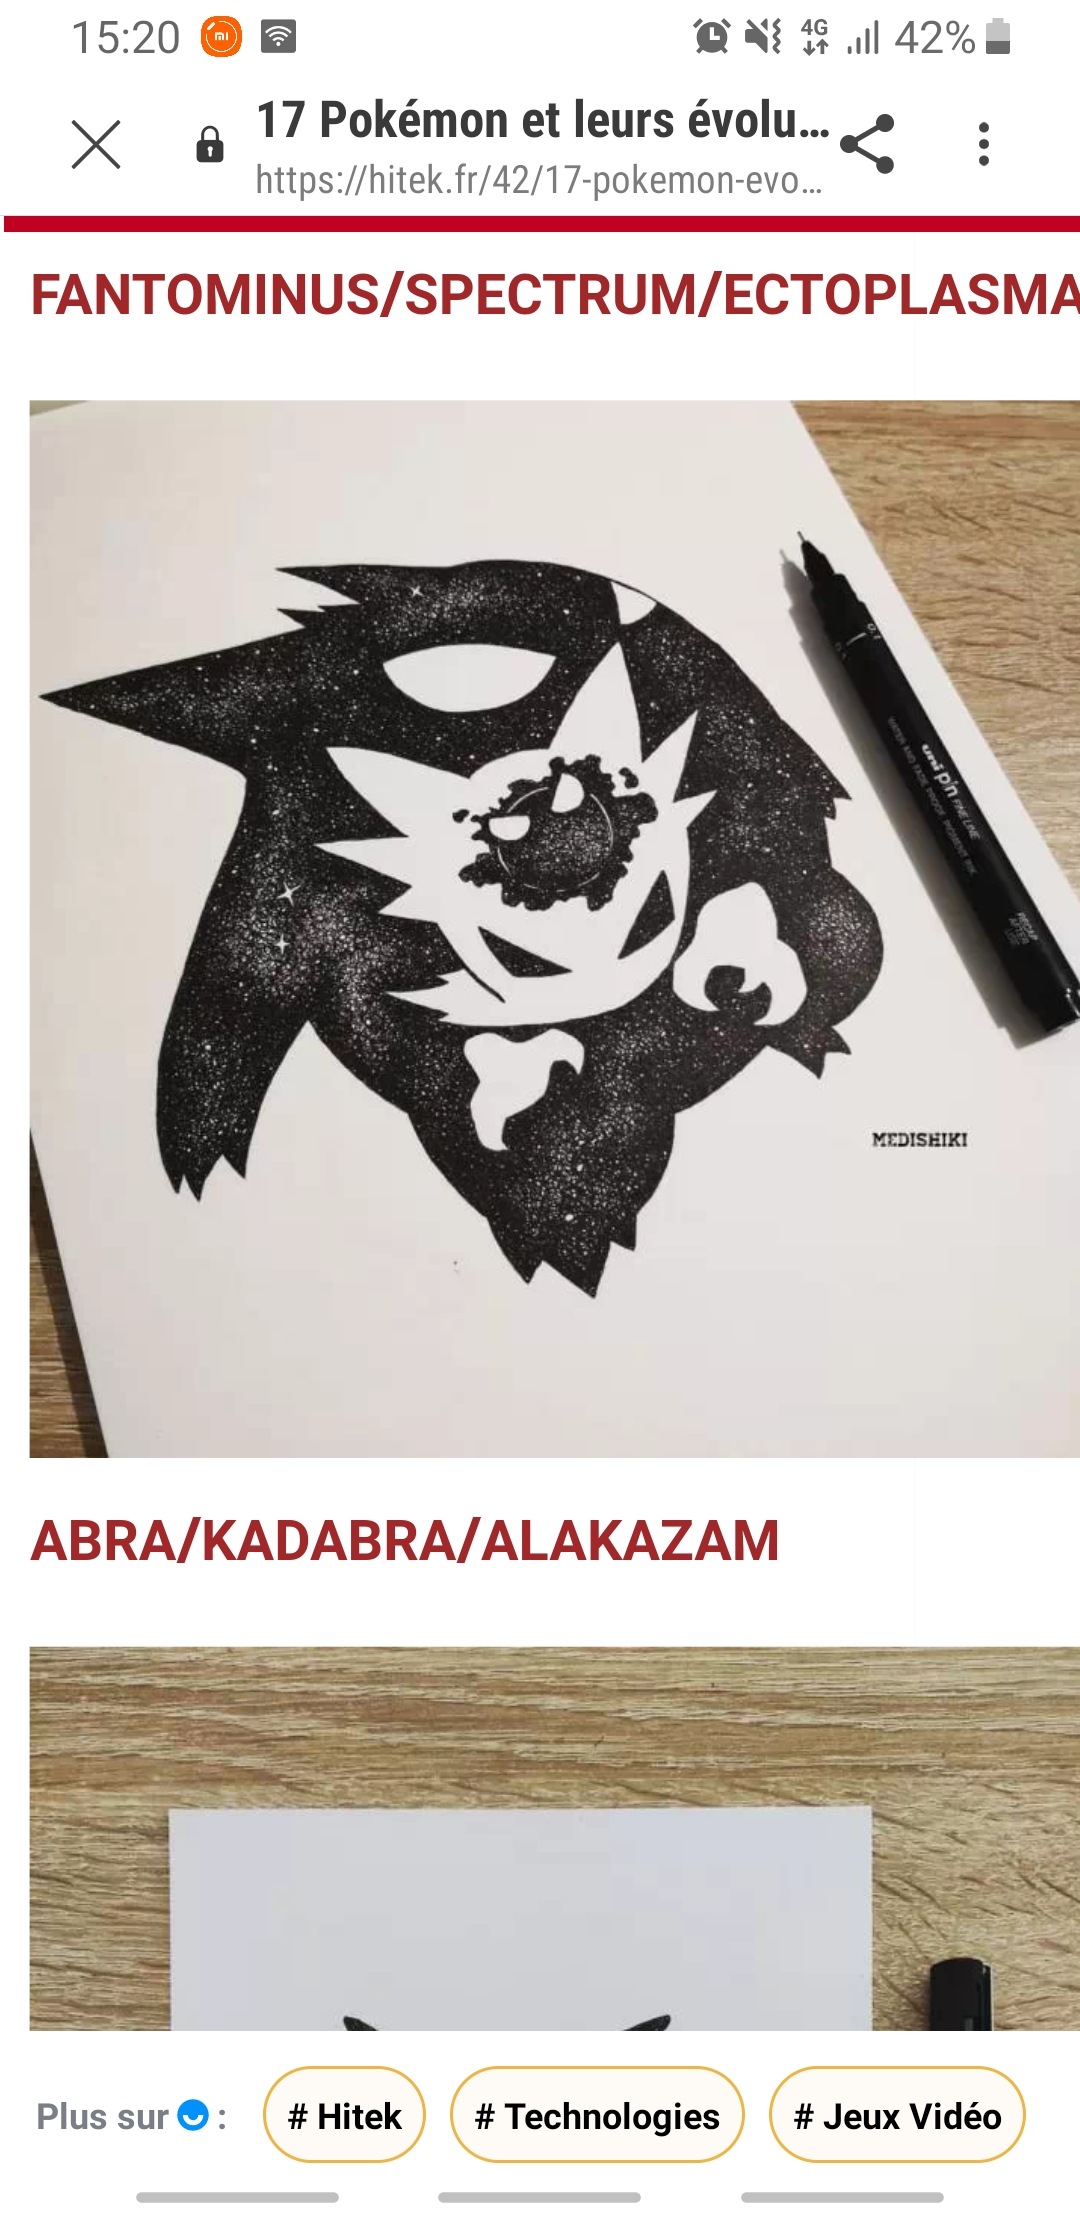 15:20
4G
42%
17 Pokémon et leurs évolu...
https://hitek.fr/42/17-pokemon-evo...
FANTOMINUS/SPECTRUM/ECTOPLASMA
uni pin FINE LINE
MEDISHIKI
ABRA/KADABRA/ALAKAZAM
Plus sur :
# Hitek
# Technologies
# Jeux Vidéo